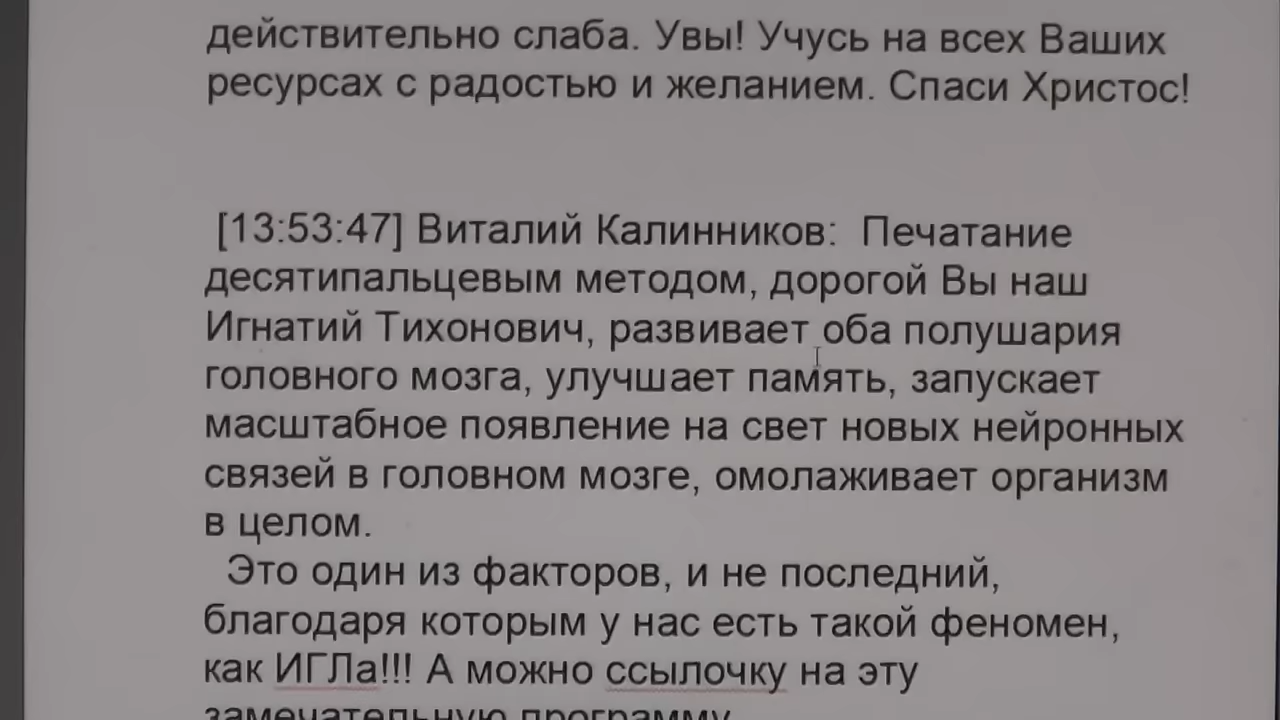 действительно слаба. Увы! Учусь на всех Ваших
ресурсах с радостью и желанием. Спаси Христос!
[13:53:47] Виталий Калинников: Печатание
десятипальцевым методом, дорогой Вы наш
Игнатий Тихонович, развивает оба полушария
головного мозга, улучшает память, запускает
масштабное появление на свет новых нейронных
связей в головном мозге, омолаживает организм
в целом.
Это один из факторов, и не последний,
благодаря которым у нас есть такой феномен,
как ИГЛа!!! А можно ссылочку на эту
замечательную программу